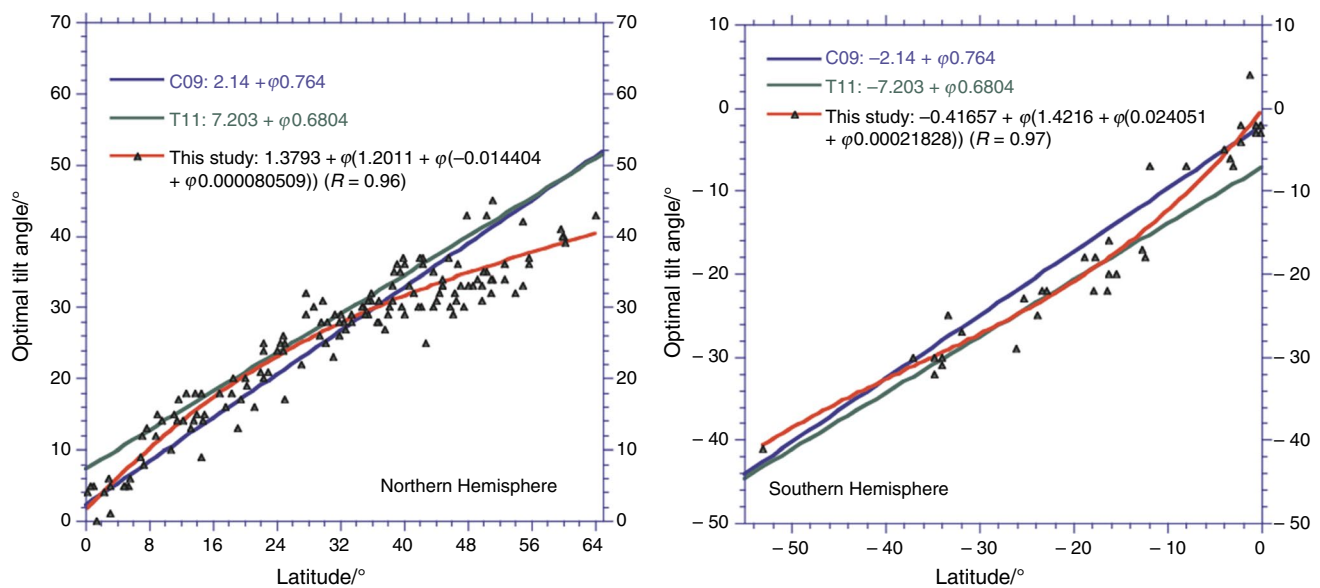 70
60
50
40
30
20
10
0
Optimal tilt angle/°
C09: 2.14 + φ0.764
T11: 7.203 + φ0.6804
This study: 1.3793 + φ(1.2011 + φ(−0.014404
+ φ0.000080509)) (R = 0.96)
Northern Hemisphere
70
60
50
40
30
20
10
0
0 8 16 24 32 40 48 56 64
Latitude/°
10
0
− 10
− 20
− 30
− 40
− 50
Optimal tilt angle/°
C09: −2.14 + φ0.764
T11: −7.203 + φ0.6804
This study: −0.41657 + φ(1.4216 + φ(0.024051
+ φ0.00021828)) (R = 0.97)
Southern Hemisphere
10
0
− 10
− 20
− 30
− 40
− 50
− 50 − 40 − 30 − 20 − 10 0
Latitude/°